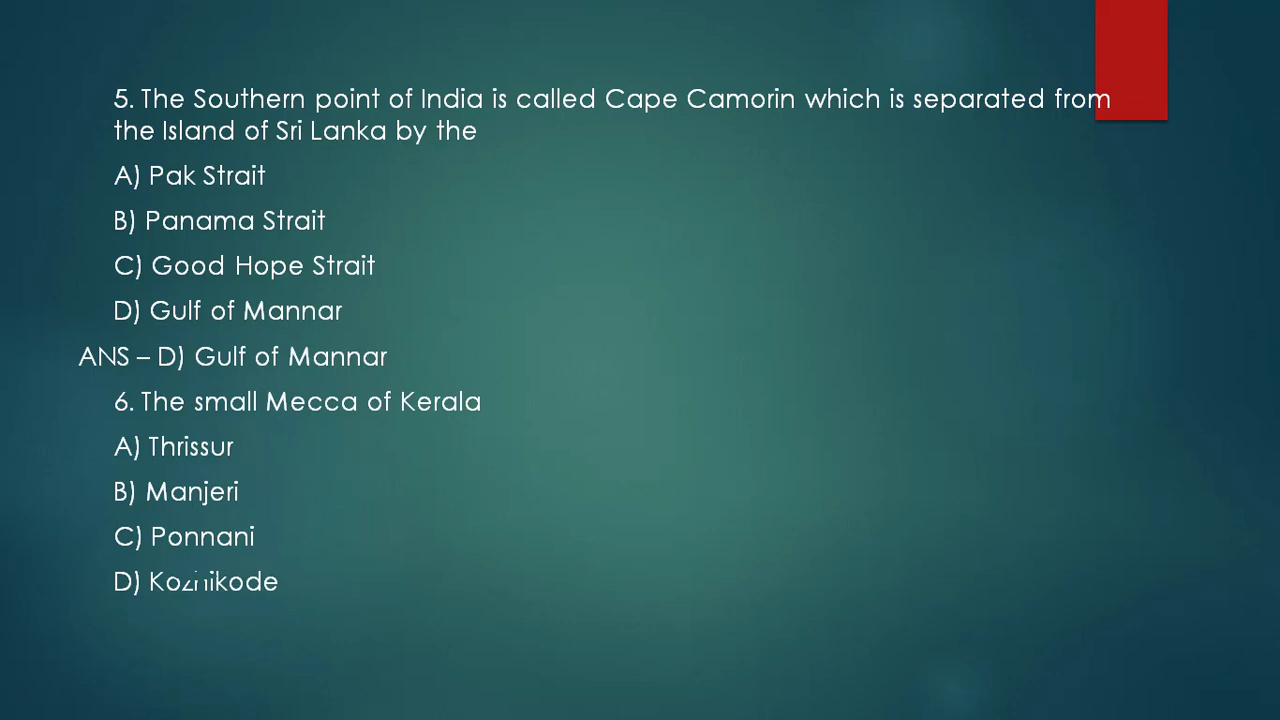 5. The Southern point of India is called Cape Camorin which is separated from
the Island of Sri Lanka by the
A) Pak Strait
B) Panama Strait
C) Good Hope Strait
D) Gulf of Mannar
ANS – D) Gulf of Mannar
6. The small Mecca of Kerala
A) Thrissur
B) Manjeri
C) Ponnani
D) Kozhikode